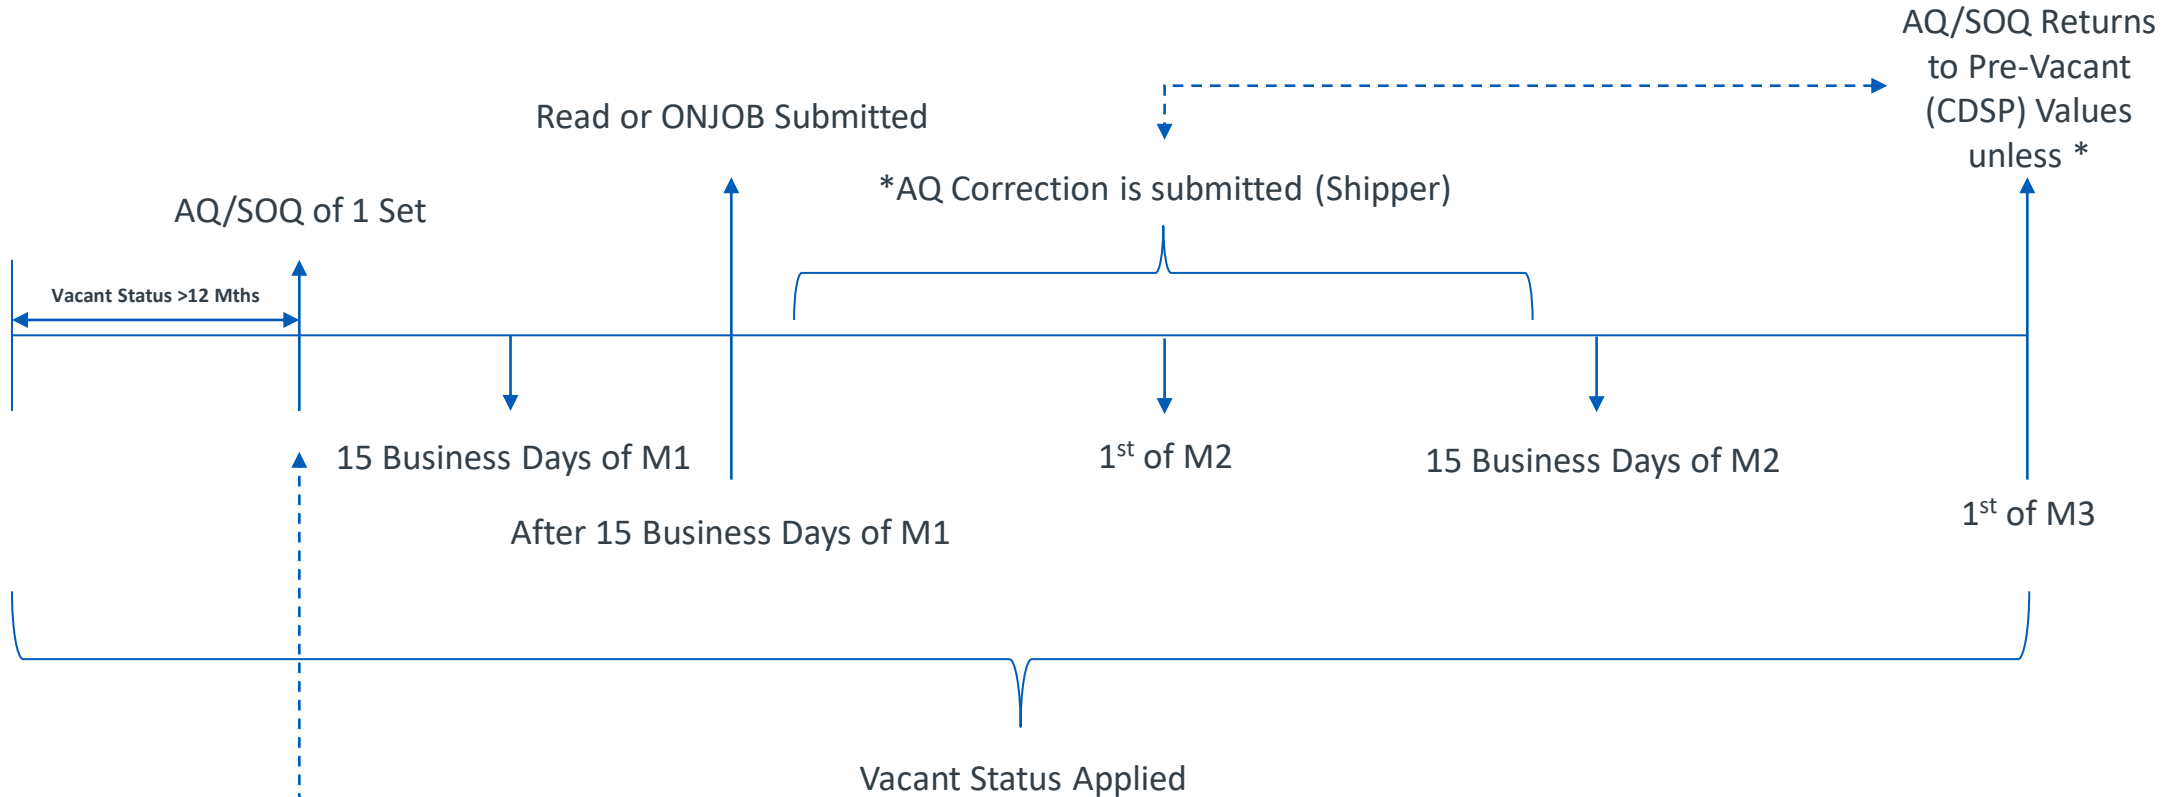 AQ/SOQ Returns
to Pre-Vacant
(CDSP) Values
unless *
Read or ONJOB Submitted
*AQ Correction is submitted (Shipper)
AQ/SOQ of 1 Set
Vacant Status >12 Mths
15 Business Days of M1
1st of M2
15 Business Days of M2
1st of M3
After 15 Business Days of M1
Vacant Status Applied